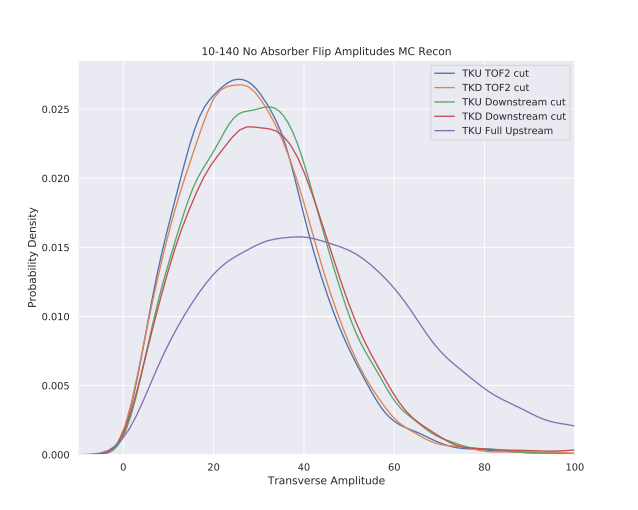 10-140 No Absorber Flip Amplitudes MC Recon
TKU TOF2 cut
TKD TOF2 cut
TKU Downstream cut
TKD Downstream cut
TKU Full Upstream
Probability Density
0.025
0.020
0.015
0.010
0.005
0.000
0 20 40 60 80 100
Transverse Amplitude